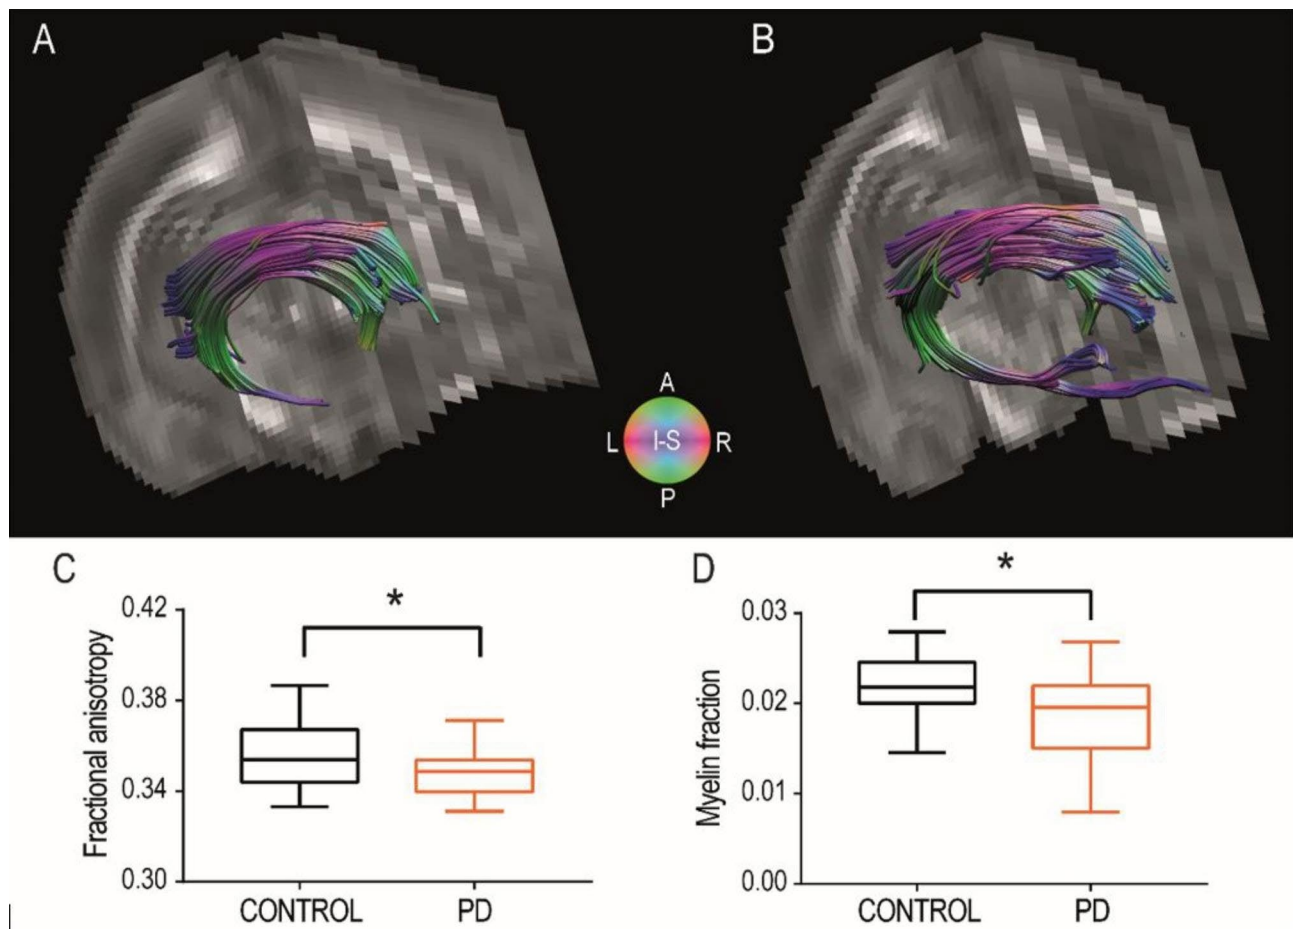 A
B
A
L I-S R
P
C
*
Fractional anisotropy
0.42
0.38
0.34
0.30
CONTROL PD
D
*
Myelin fraction
0.03
0.02
0.01
0.00
CONTROL PD